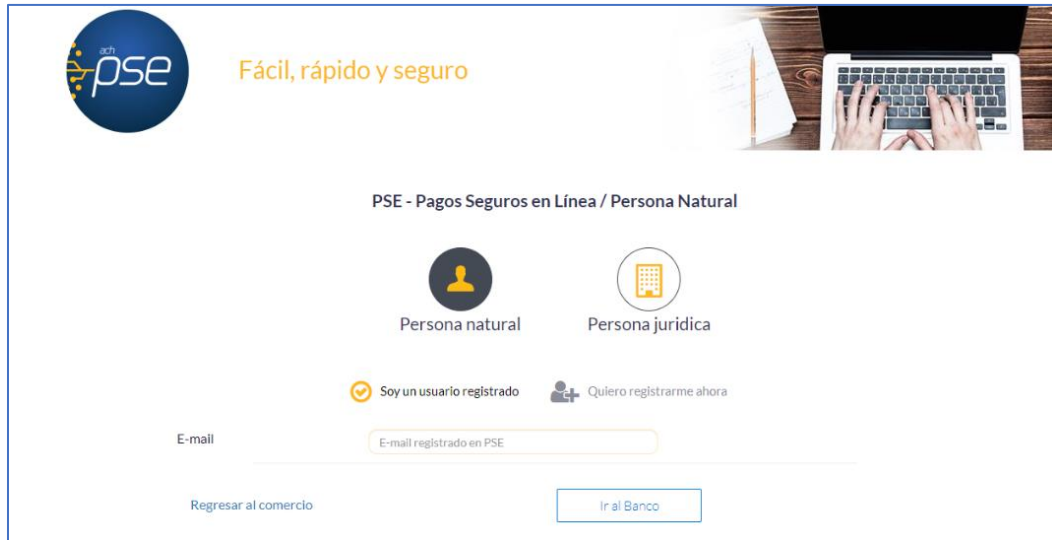 ach
pse
Fácil, rápido y seguro
PSE - Pagos Seguros en Línea / Persona Natural
Persona natural
Persona juridica
Soy un usuario registrado
Quiero registrarme ahora
E-mail
E-mail registrado en PSE
Regresar al comercio
Ir al Banco